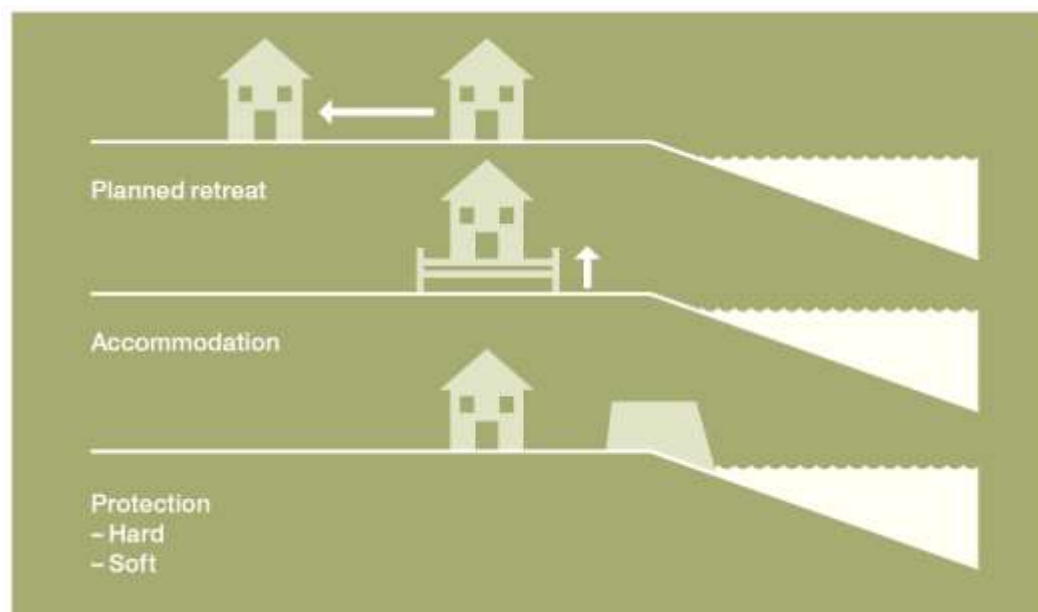 Planned retreat
Accommodation
Protection
– Hard
– Soft